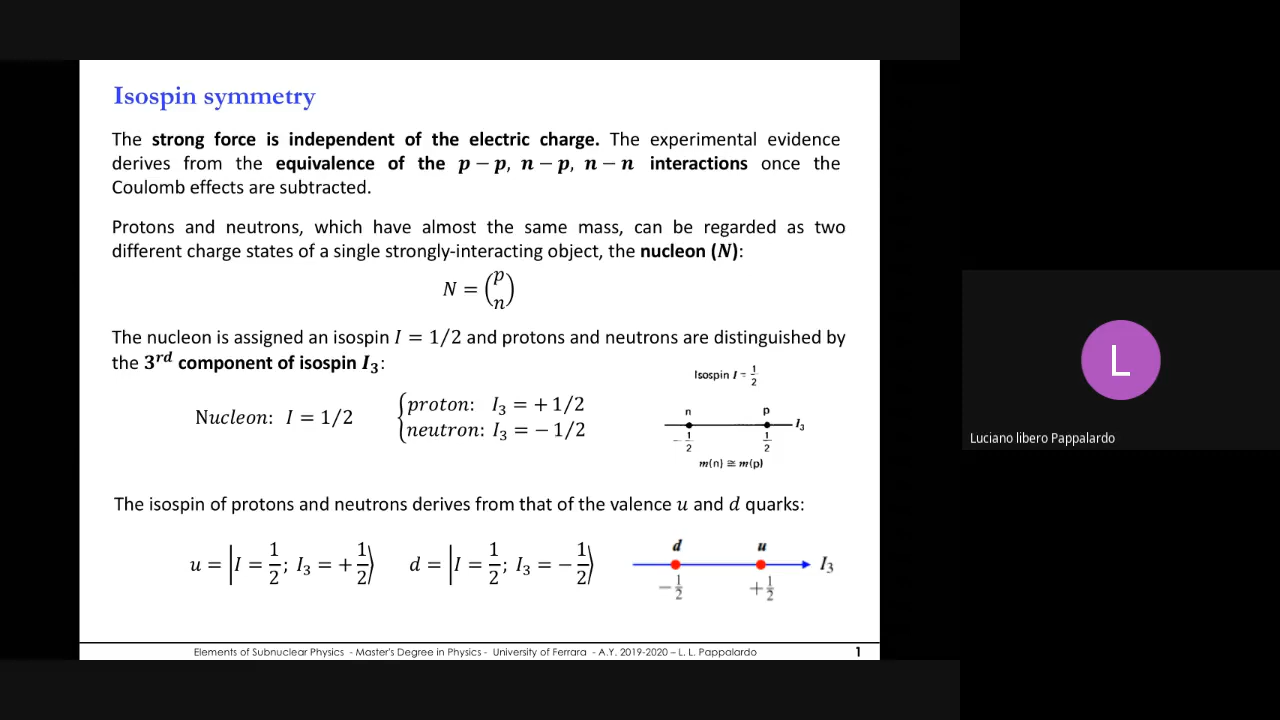 Isospin symmetry
The strong force is independent of the electric charge. The experimental evidence
derives from the equivalence of the p − p, n − p, n − n interactions once the
Coulomb effects are subtracted.
Protons and neutrons, which have almost the same mass, can be regarded as two
different charge states of a single strongly-interacting object, the nucleon (N):
N = (p n)
The nucleon is assigned an isospin I = 1/2 and protons and neutrons are distinguished by
the 3rd component of isospin I3:
Isospin I = 1/2
Nucleon: I = 1/2
{proton: I3 = +1/2
neutron: I3 = − 1/2
n p
I3
−1/2 1/2
m(n) ≅ m(p)
The isospin of protons and neutrons derives from that of the valence u and d quarks:
u = |I = 1/2; I3 = +1/2⟩ d = |I = 1/2; I3 = −1/2⟩
d u
I3
−1/2 +1/2
Elements of Subnuclear Physics - Master's Degree in Physics - University of Ferrara - A.Y. 2019-2020 – L. L. Pappalardo 1
L
Luciano libero Pappalardo